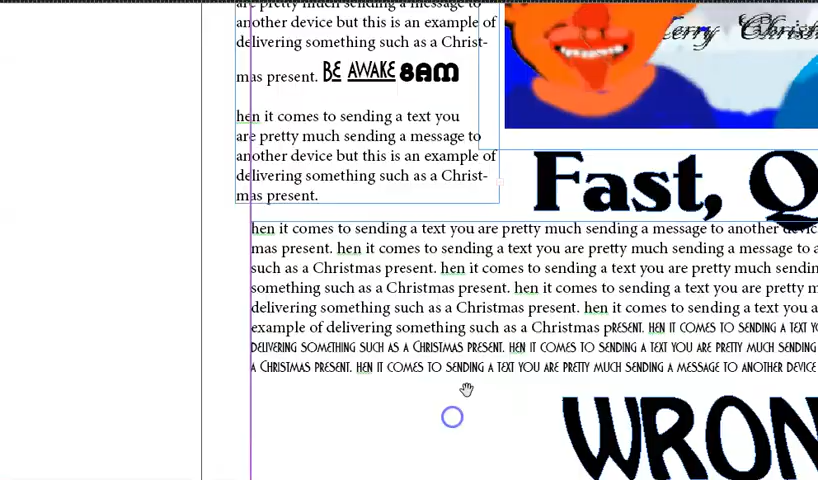 are pretty much sending a message to
another device but this is an example of
delivering something such as a Christ-
mas present. BE AWAKE 8AM
hen it comes to sending a text you
are pretty much sending a message to
another device but this is an example of
delivering something such as a Christ-
mas present.
Merry Christ
Fast, Q
hen it comes to sending a text you are pretty much sending a message to another device
mas present. hen it comes to sending a text you are pretty much sending a message to a
such as a Christmas present. hen it comes to sending a text you are pretty much sendin
something such as a Christmas present. hen it comes to sending a text you are pretty m
delivering something such as a Christmas present. hen it comes to sending a text you a
example of delivering something such as a Christmas present. hen it comes to sending a text yo
delivering something such as a Christmas present. hen it comes to sending a text you are pretty much sending
a Christmas present. hen it comes to sending a text you are pretty much sending a message to another device
WRON